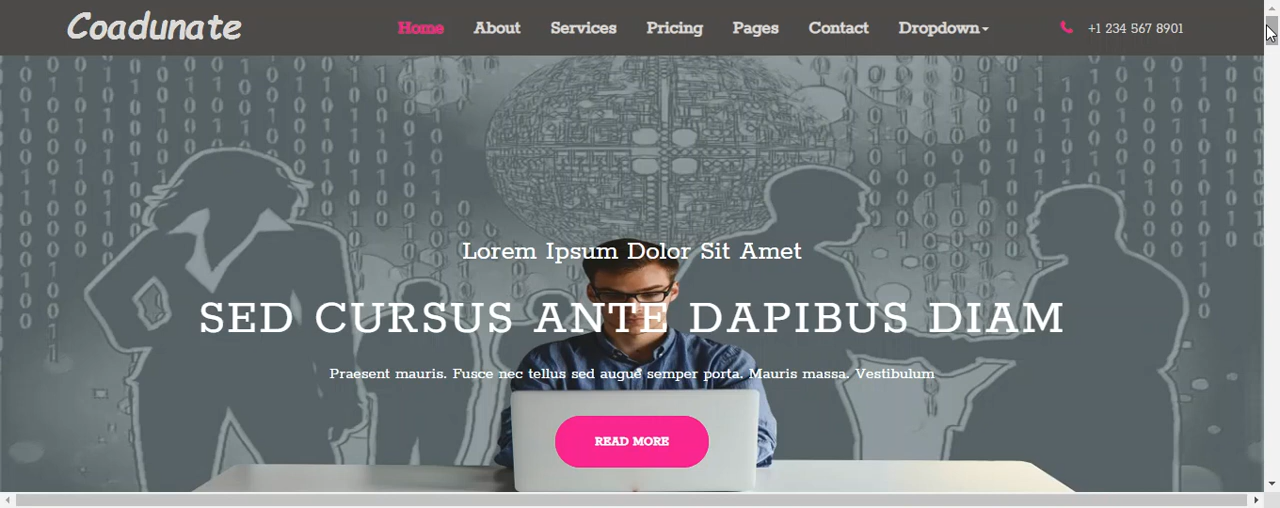 Coadunate
Home About Services Pricing Pages Contact Dropdown +1 234 567 8901
Lorem Ipsum Dolor Sit Amet
SED CURSUS ANTE DAPIBUS DIAM
Praesent mauris. Fusce nec tellus sed augue semper porta. Mauris massa. Vestibulum
READ MORE